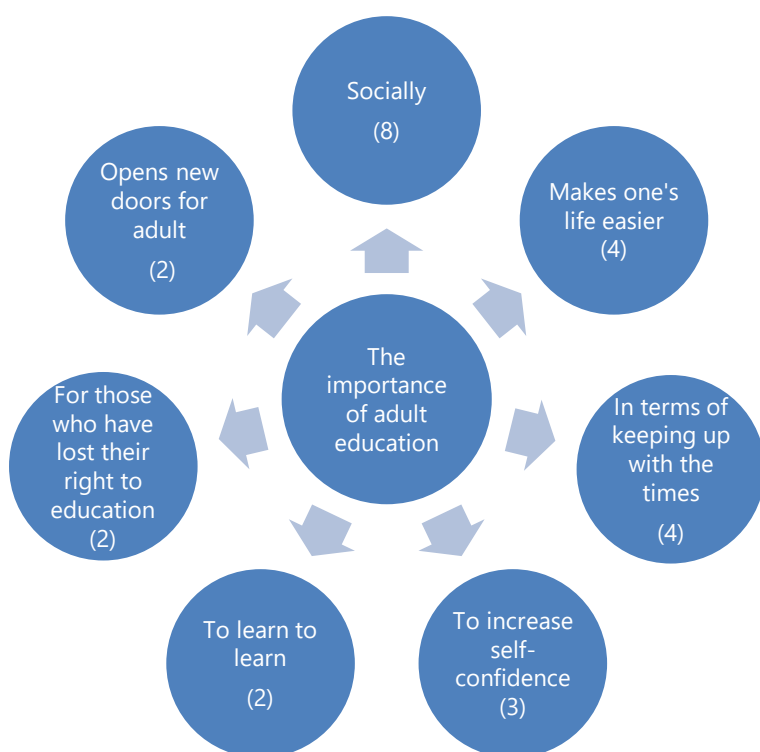 Socially
(8)
Makes one's
life easier
(4)
In terms of
keeping up
with the
times
(4)
To increase
self-
confidence
(3)
To learn to
learn
(2)
For those
who have
lost their
right to
education
(2)
Opens new
doors for
adult
(2)
The
importance
of adult
education